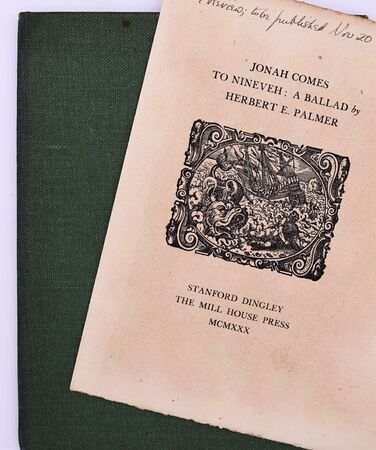 review; to be published Nov 20
JONAH COMES
TO NINEVEH: A BALLAD by
HERBERT E. PALMER
STANFORD DINGLEY
THE MILL HOUSE PRESS
MCMXXX